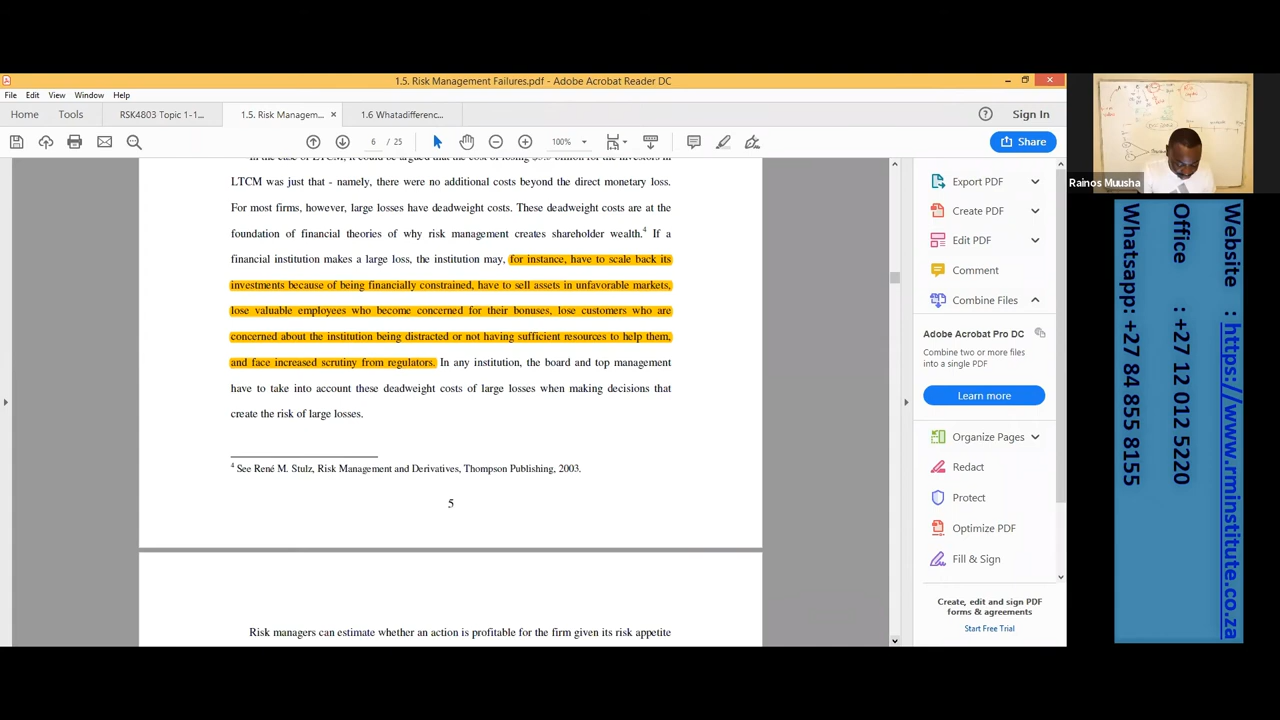 1.5. Risk Management Failures.pdf - Adobe Acrobat Reader DC
File Edit View Window Help
Home Tools RSK4803 Topic 1-1... 1.5. Risk Managem... × 1.6 Whatadifferenc... Sign In
6 / 25 100% Share
LTCM was just that - namely, there were no additional costs beyond the direct monetary loss.
For most firms, however, large losses have deadweight costs. These deadweight costs are at the
foundation of financial theories of why risk management creates shareholder wealth.4 If a
financial institution makes a large loss, the institution may, for instance, have to scale back its
investments because of being financially constrained, have to sell assets in unfavorable markets,
lose valuable employees who become concerned for their bonuses, lose customers who are
concerned about the institution being distracted or not having sufficient resources to help them,
and face increased scrutiny from regulators. In any institution, the board and top management
have to take into account these deadweight costs of large losses when making decisions that
create the risk of large losses.
4 See René M. Stulz, Risk Management and Derivatives, Thompson Publishing, 2003.
5
Risk managers can estimate whether an action is profitable for the firm given its risk appetite
Export PDF
Create PDF
Edit PDF
Comment
Combine Files
Adobe Acrobat Pro DC
Combine two or more files
into a single PDF
Learn more
Organize Pages
Redact
Protect
Optimize PDF
Fill & Sign
Create, edit and sign PDF
forms & agreements
Start Free Trial
Rainos Muusha
Website : https://www.rminstitute.co.za
Office : +27 12 012 5220
Whatsapp: +27 84 855 8155